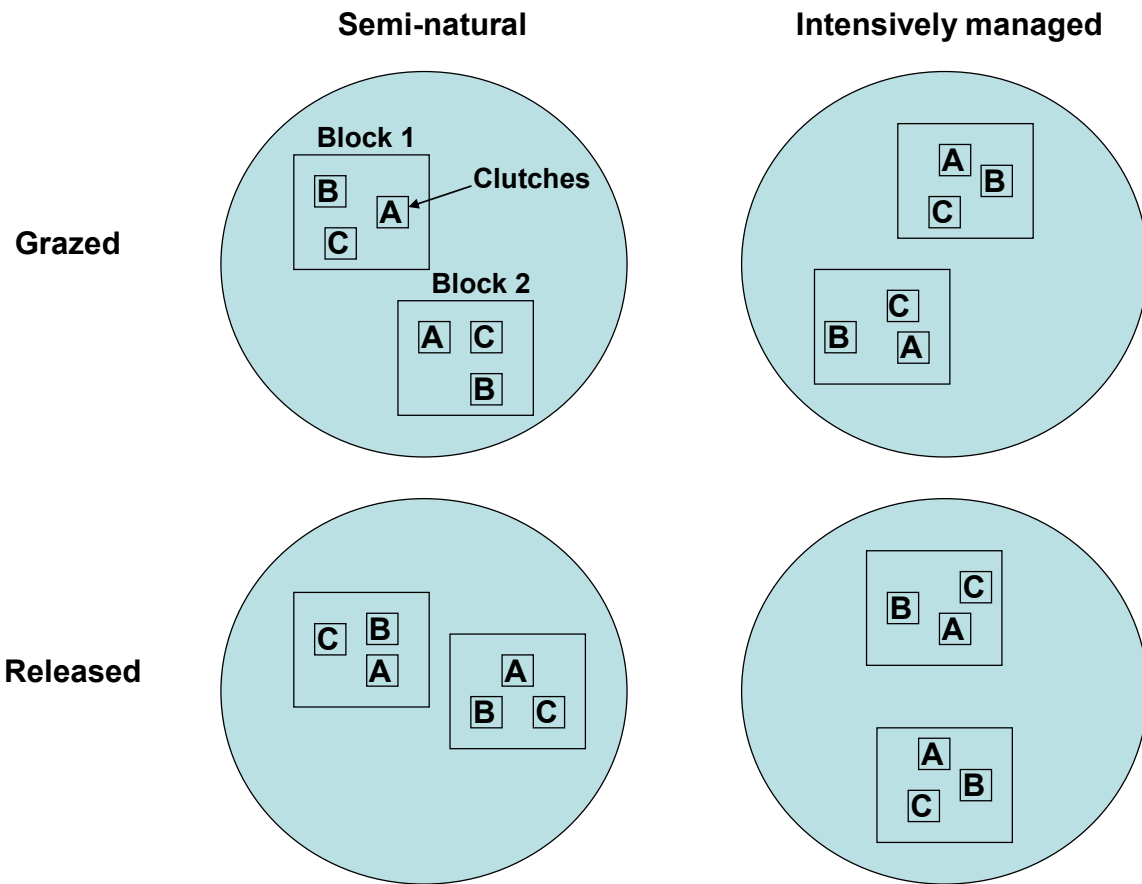 Semi-natural Intensively managed
Block 1
Clutches
B
A
C
Block 2
A C
B
Grazed
A
B
C
C
B
A
Released
C
B
A
A
B C
C
B
A
A
B
C